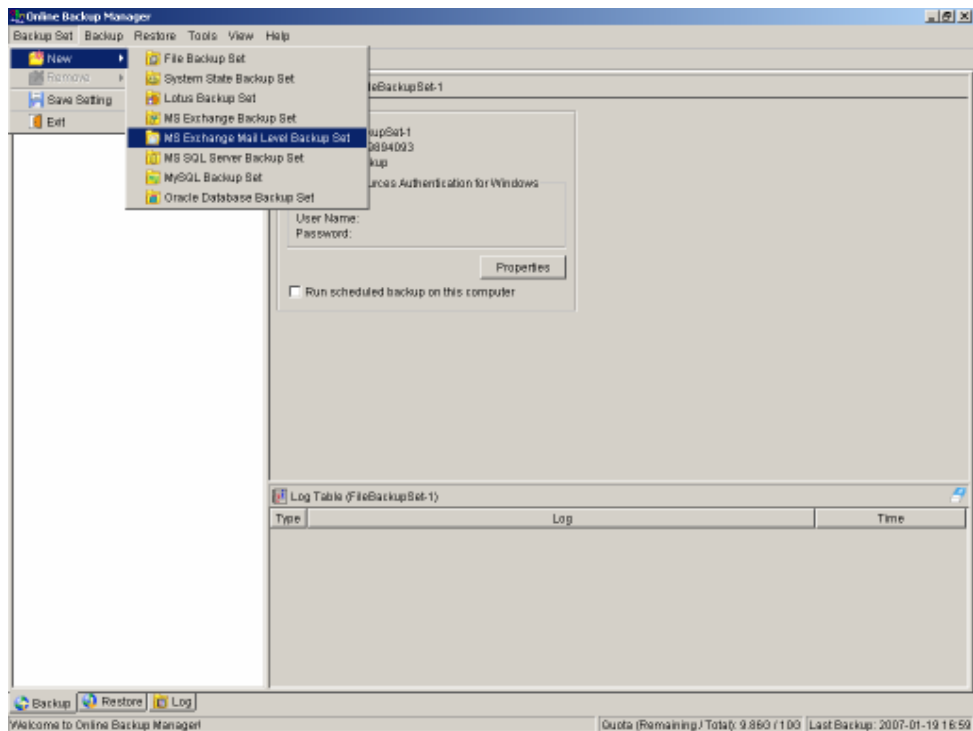 Online Backup Manager
Backup Set Backup Restore Tools View Help
New
Remove
Save Setting
Exit
File Backup Set
System State Backup Set
Lotus Backup Set
MS Exchange Backup Set
MS Exchange Mail Level Backup Set
MS SQL Server Backup Set
MySQL Backup Set
Oracle Database Backup Set
leBackupSet-1
kupSet-1
9894093
kup
urces Authentication for Windows
User Name:
Password:
Properties
Run scheduled backup on this computer
Log Table (FileBackupSet-1)
Type Log Time
Backup Restore Log
Welcome to Online Backup Manager!
Quota (Remaining / Total): 9.860 / 100 Last Backup: 2007-01-19 16:59